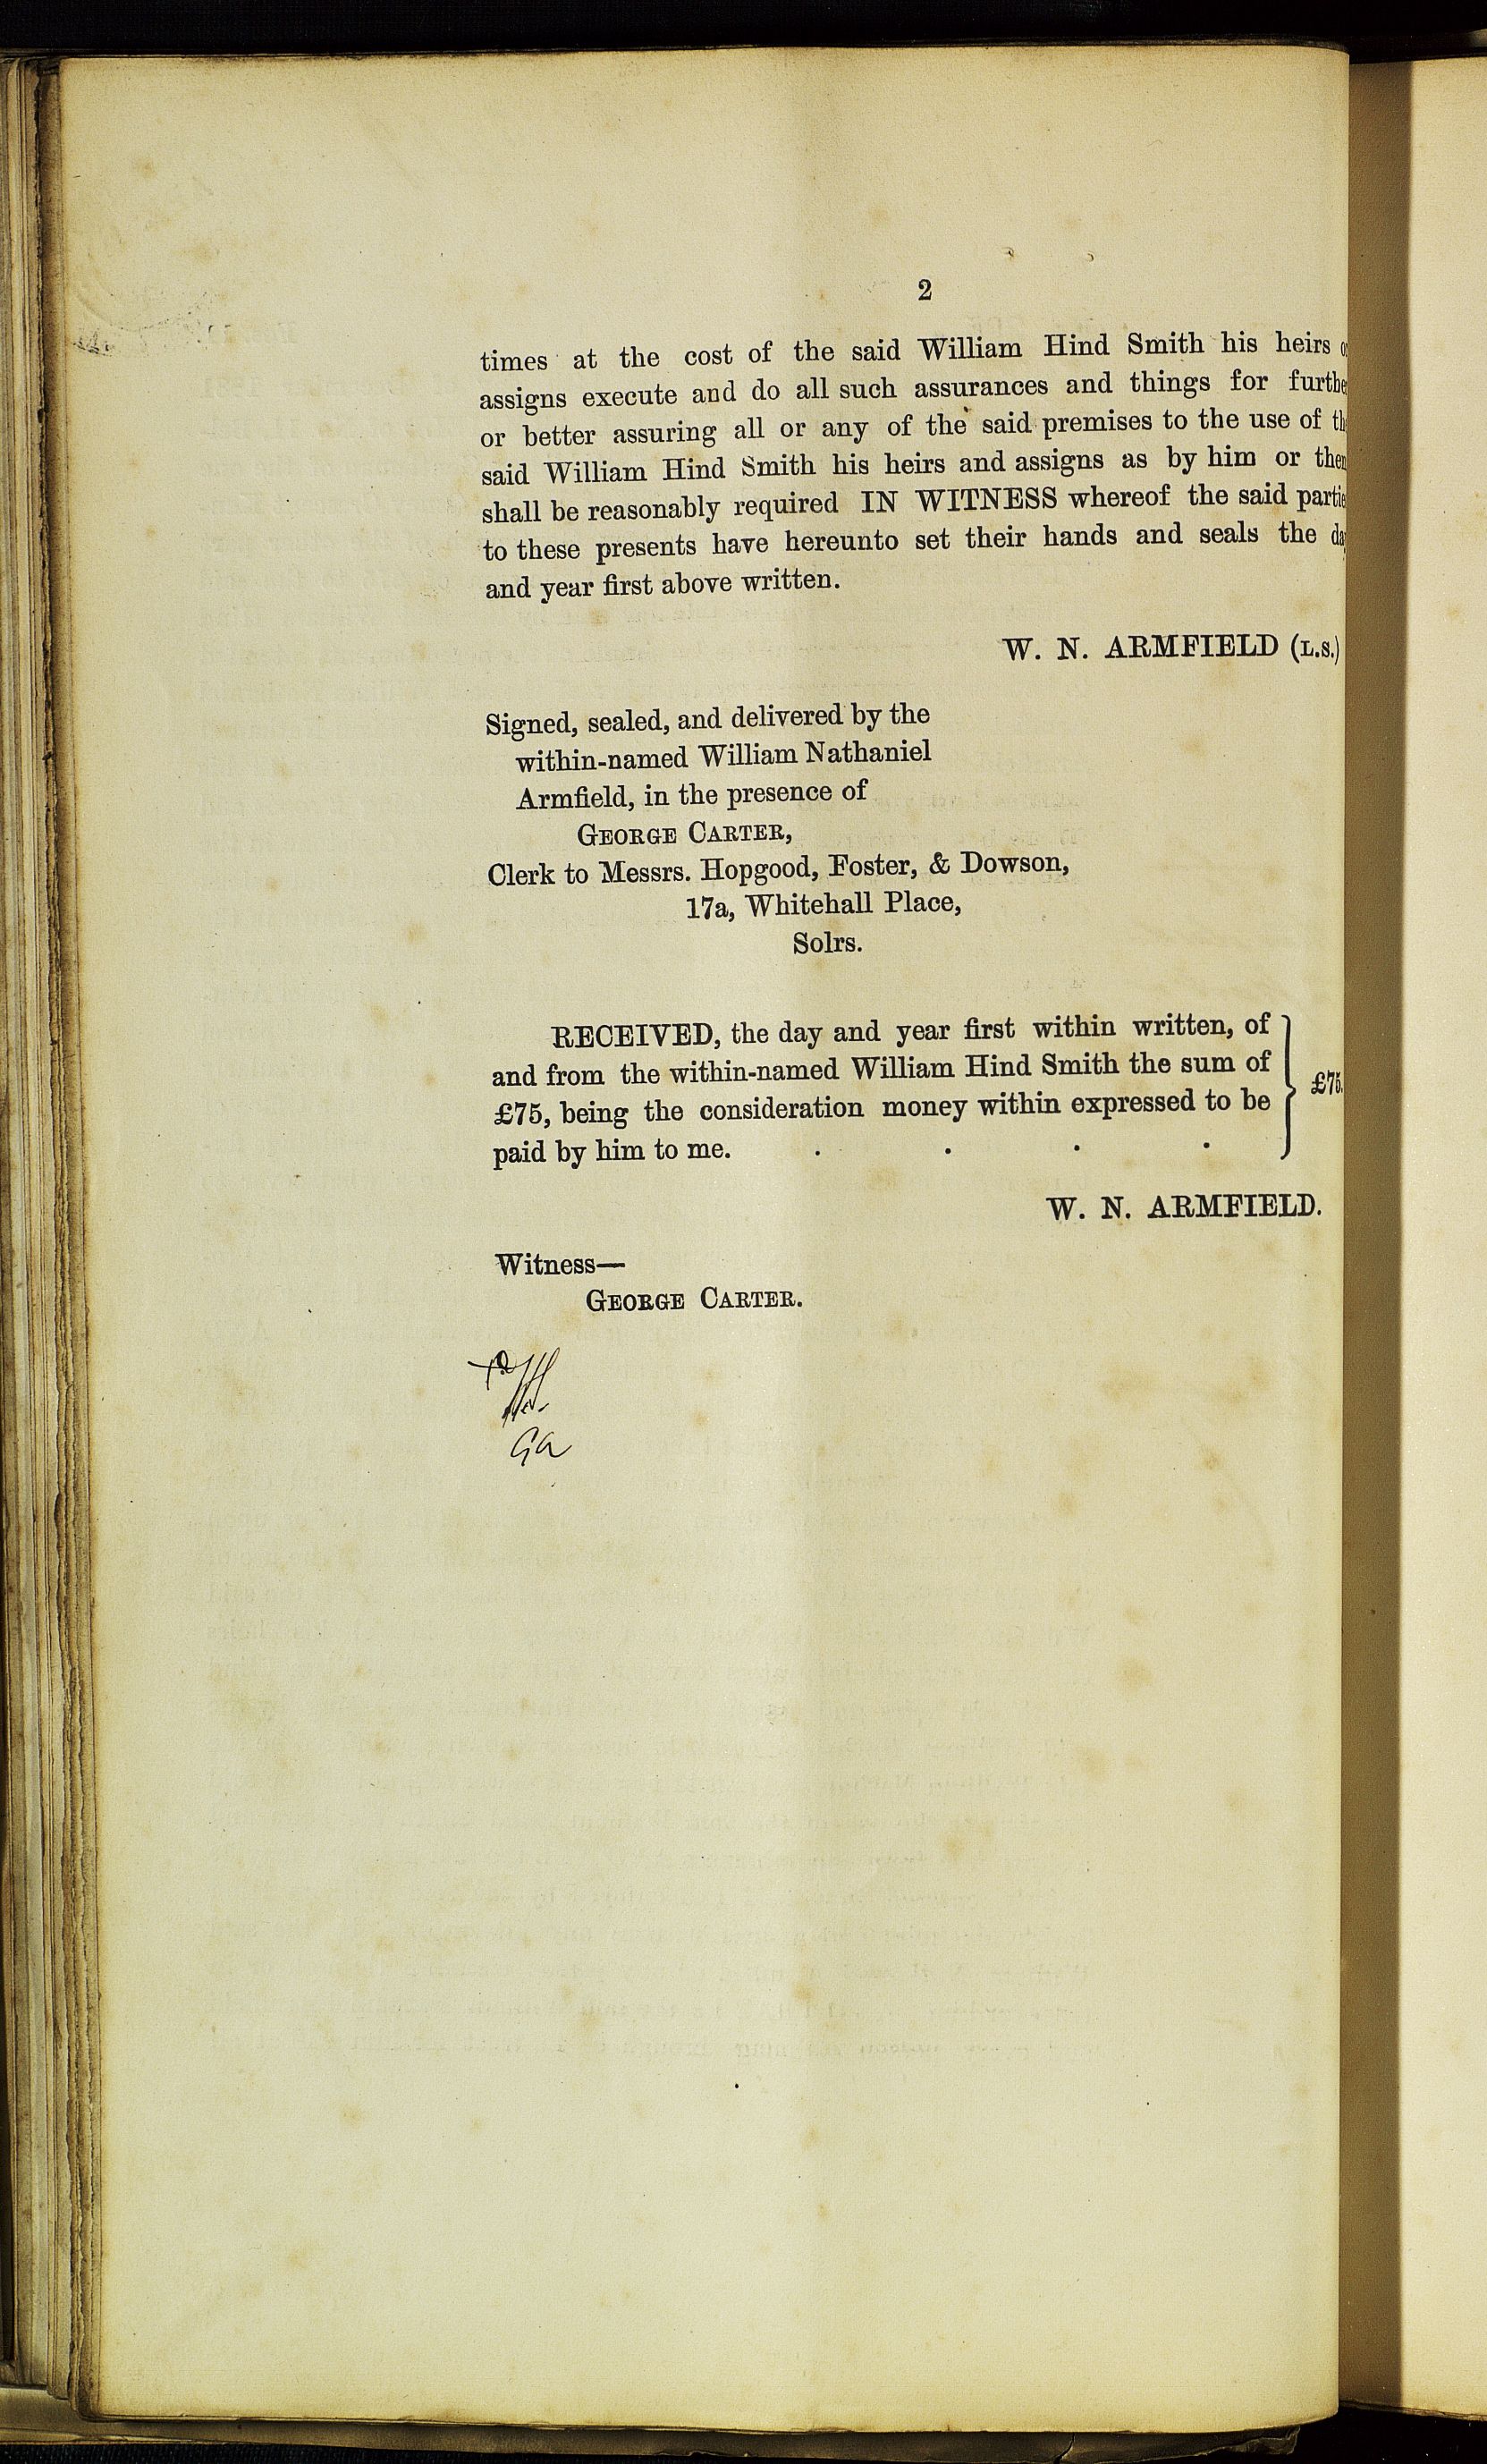 2
times at the cost of the said William Hind Smith his heirs o
assigns execute and do all such assurances and things for furthe
or better assuring all or any of the said premises to the use of th
said William Hind Smith his heirs and assigns as by him or them
shall be reasonably required IN WITNESS whereof the said partie
to these presents have hereunto set their hands and seals the day
and year first above written.
W. N. ARMFIELD (L.S.)
Signed, sealed, and delivered by the
within-named William Nathaniel
Armfield, in the presence of
GEORGE CARTER,
Clerk to Messrs. Hopgood, Foster, & Dowson,
17a, Whitehall Place,
Solrs.
RECEIVED, the day and year first within written, of
and from the within-named William Hind Smith the sum of
£75, being the consideration money within expressed to be
paid by him to me. . . . .
£75.
W. N. ARMFIELD.
Witness—
GEORGE CARTER.